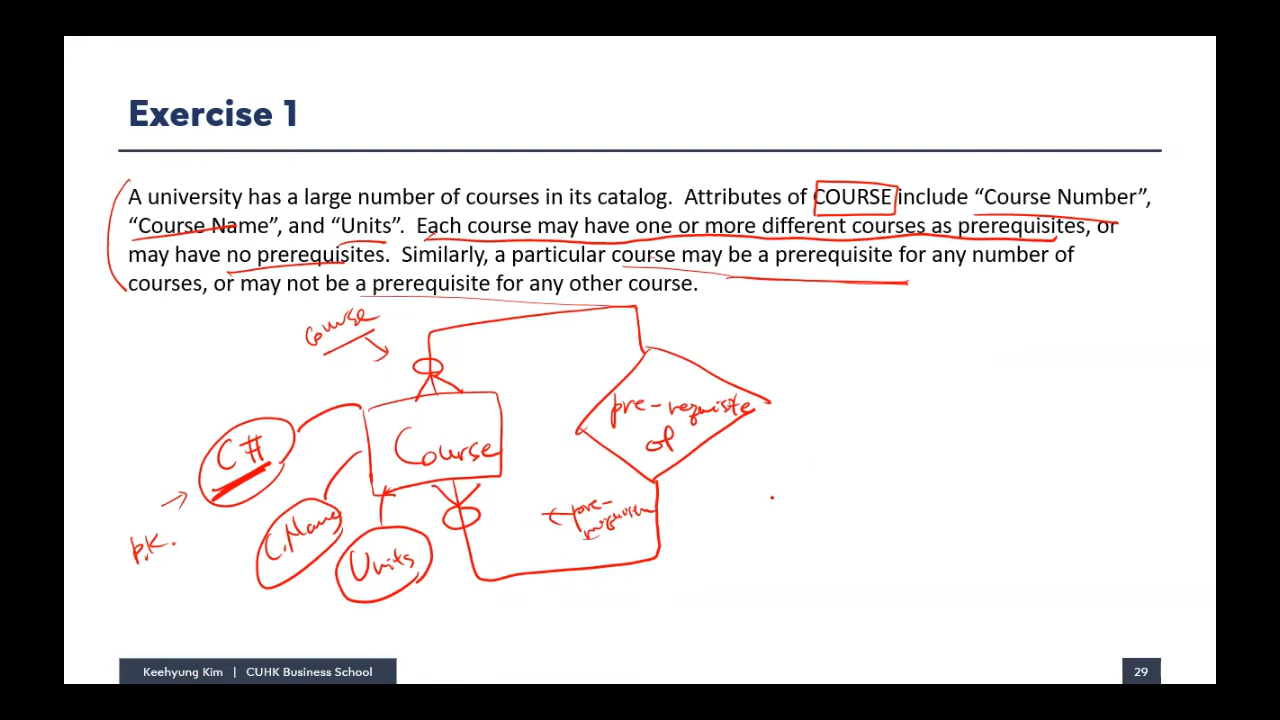 Exercise 1
A university has a large number of courses in its catalog. Attributes of COURSE include “Course Number”,
“Course Name”, and “Units”. Each course may have one or more different courses as prerequisites, or
may have no prerequisites. Similarly, a particular course may be a prerequisite for any number of
courses, or may not be a prerequisite for any other course.
Course
pre-requisite
of
C#
Course
pre-
P.K.
C.Name
Units
Keehyung Kim | CUHK Business School
29